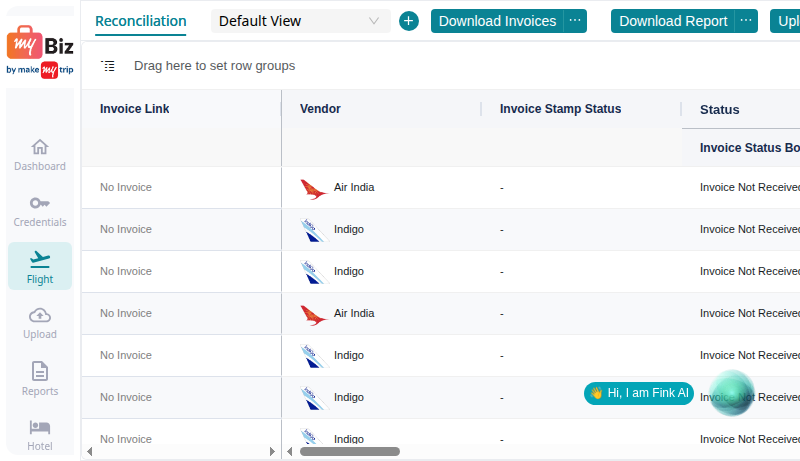 my
Biz
by make my trip
Dashboard
Credentials
Flight
Upload
Reports
Hotel
Reconciliation
Default View
Download Invoices
Download Report
Upl
Drag here to set row groups
Invoice Link
Vendor
Invoice Stamp Status
Status
Invoice Status Bo
No Invoice
Air India
-
Invoice Not Received
No Invoice
Indigo
-
Invoice Not Received
No Invoice
Indigo
-
Invoice Not Received
No Invoice
Air India
-
Invoice Not Received
No Invoice
Indigo
-
Invoice Not Received
No Invoice
Indigo
-
Invoice Not Received
👋 Hi, I am Fink AI
No Invoice
Indigo
-
Invoice Not Received